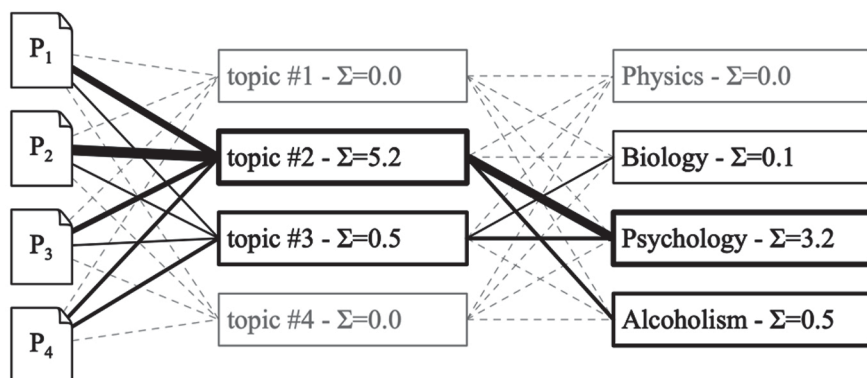 P1
P2
P3
P4
topic #1 - Σ=0.0
topic #2 - Σ=5.2
topic #3 - Σ=0.5
topic #4 - Σ=0.0
Physics - Σ=0.0
Biology - Σ=0.1
Psychology - Σ=3.2
Alcoholism - Σ=0.5